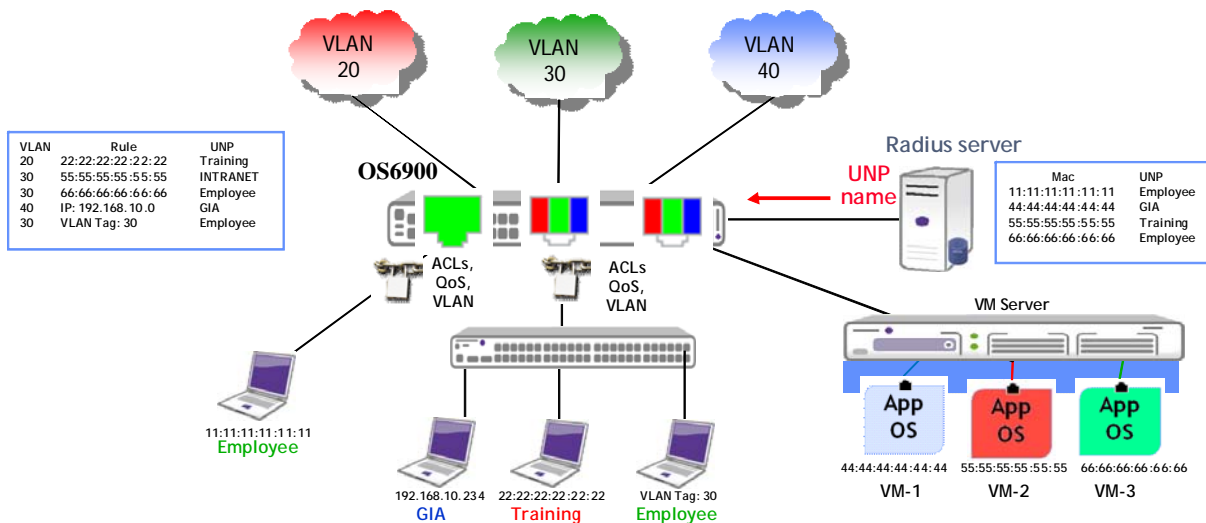 VLAN
20
VLAN
30
VLAN
40
VLAN Rule UNP
20 22:22:22:22:22:22 Training
30 55:55:55:55:55:55 INTRANET
30 66:66:66:66:66:66 Employee
40 IP: 192.168.10.0 GIA
30 VLAN Tag: 30 Employee
OS6900
UNP
name
Radius server
Mac UNP
11:11:11:11:11:11 Employee
44:44:44:44:44:44 GIA
55:55:55:55:55:55 Training
66:66:66:66:66:66 Employee
ACLs,
QoS,
VLAN
ACLs
QoS,
VLAN
VM Server
App
OS
App
OS
App
OS
11:11:11:11:11:11
Employee
44:44:44:44:44:44 55:55:55:55:55:55 66:66:66:66:66:66
VM-1 VM-2 VM-3
192.168.10.234 22:22:22:22:22:22 VLAN Tag: 30
GIA Training Employee